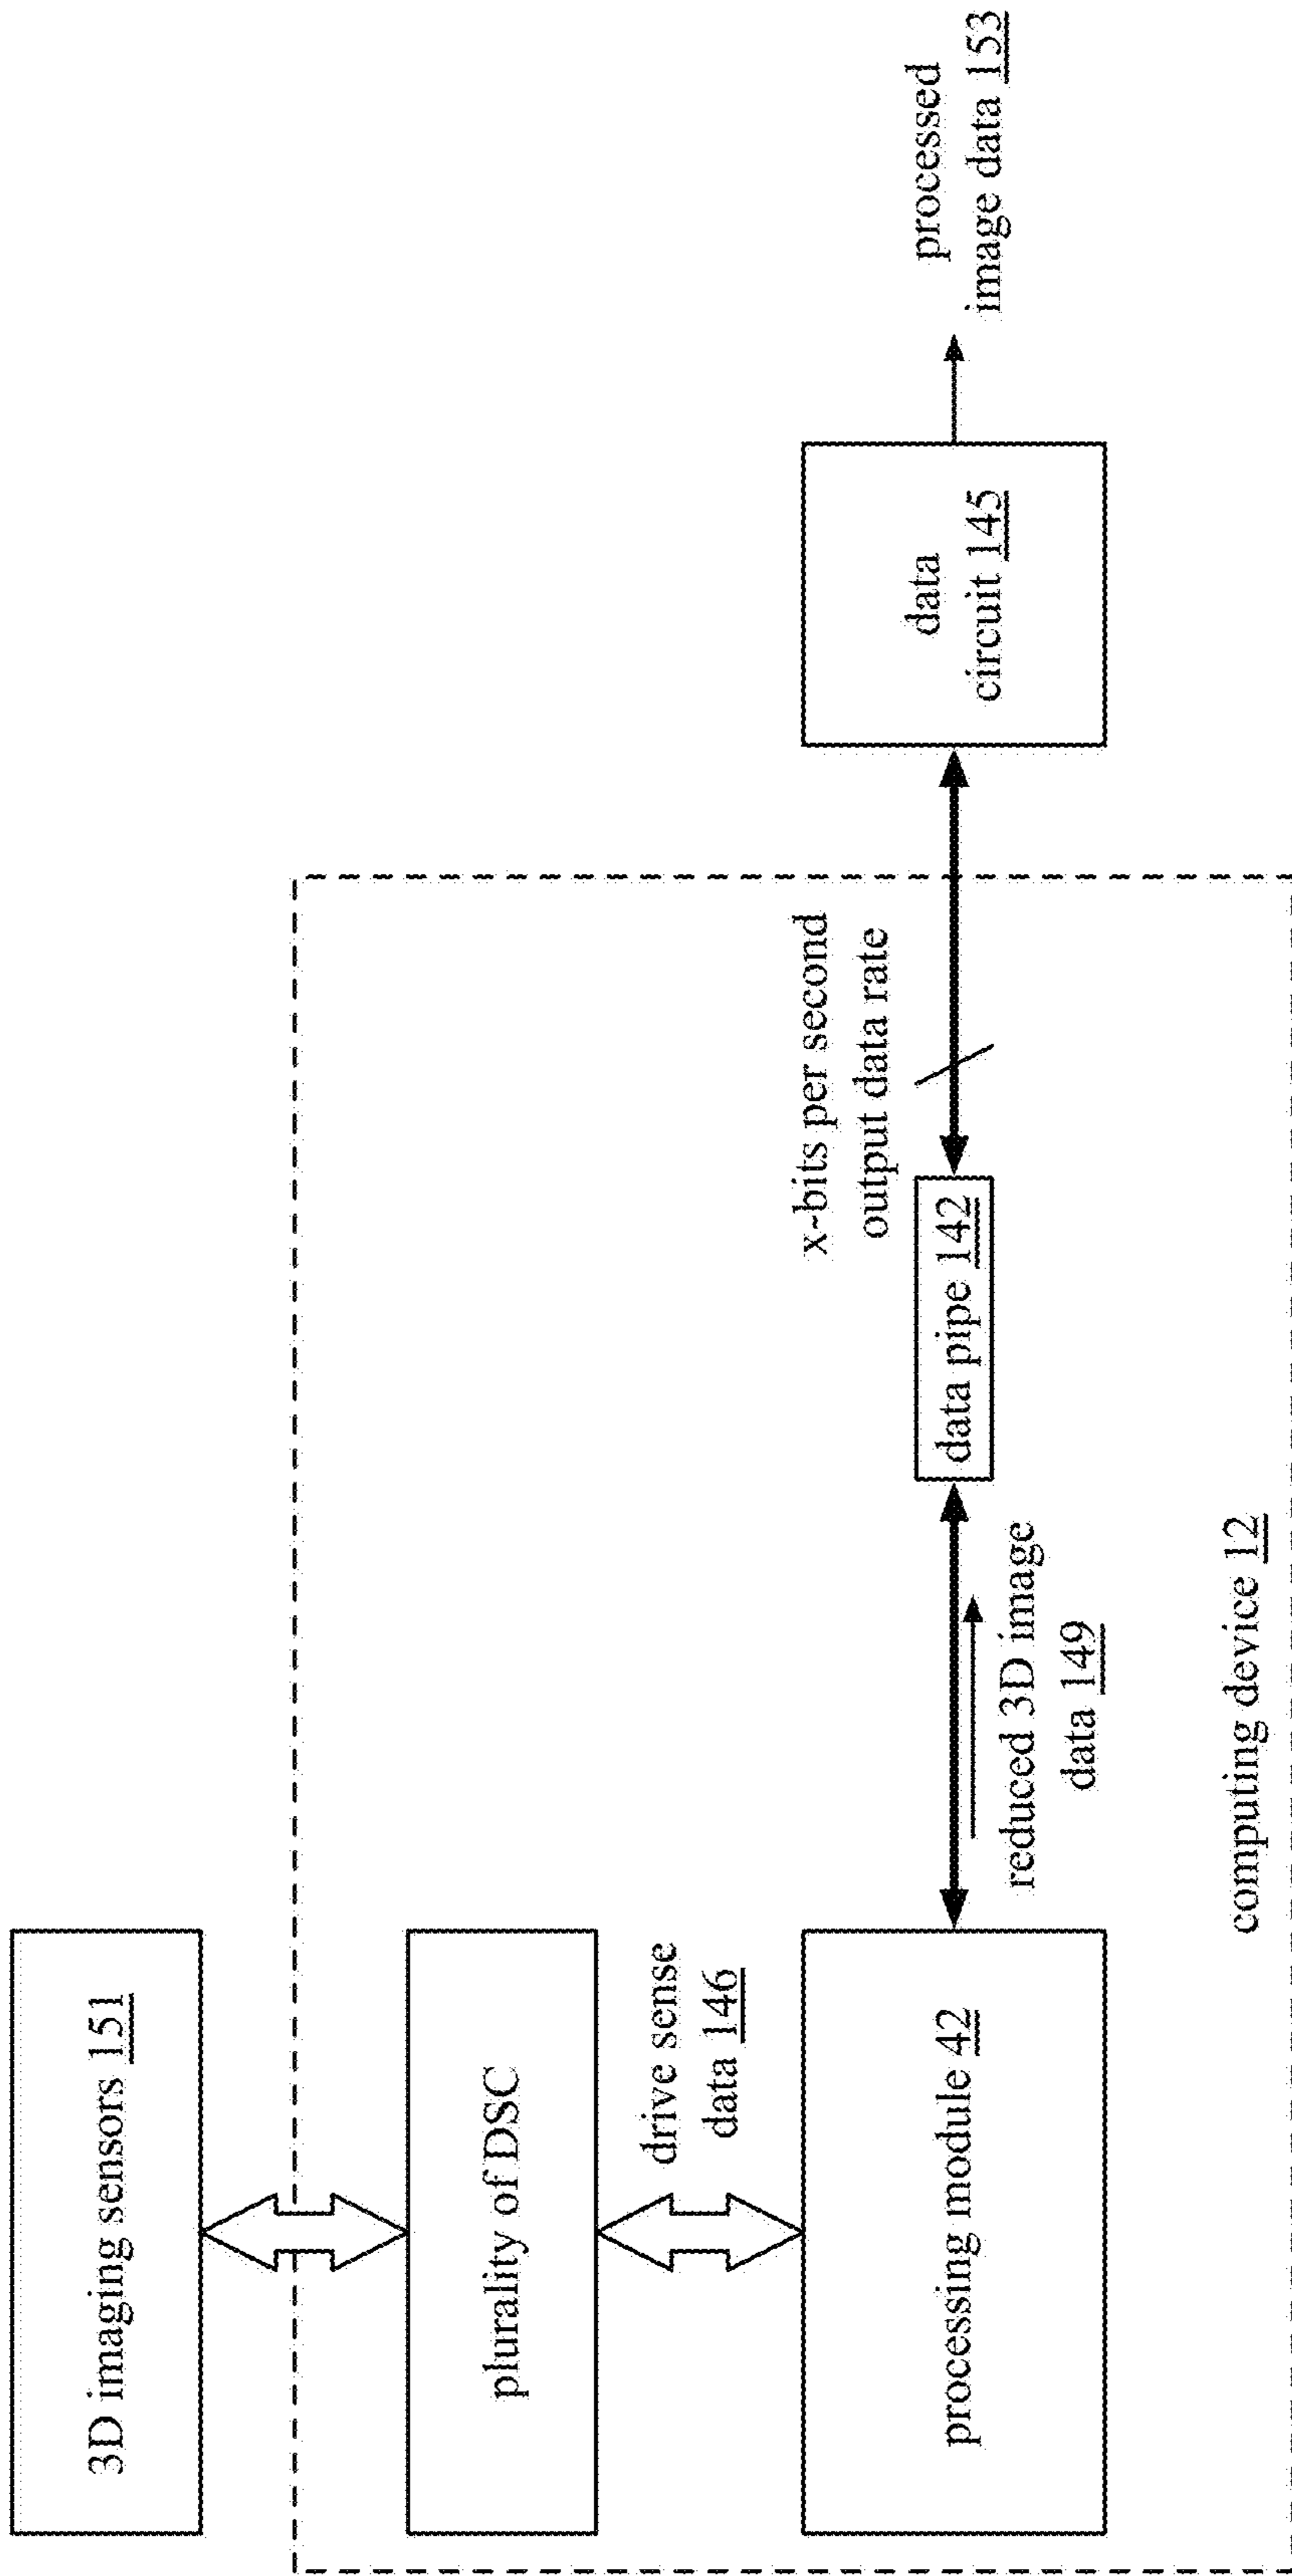 3D imaging sensors 151
plurality of DSC
drive sense
data 146
processing module 42
reduced 3D image
data 149
data pipe 142
x-bits per second
output data rate
data
circuit 145
processed
image data 153
computing device 12